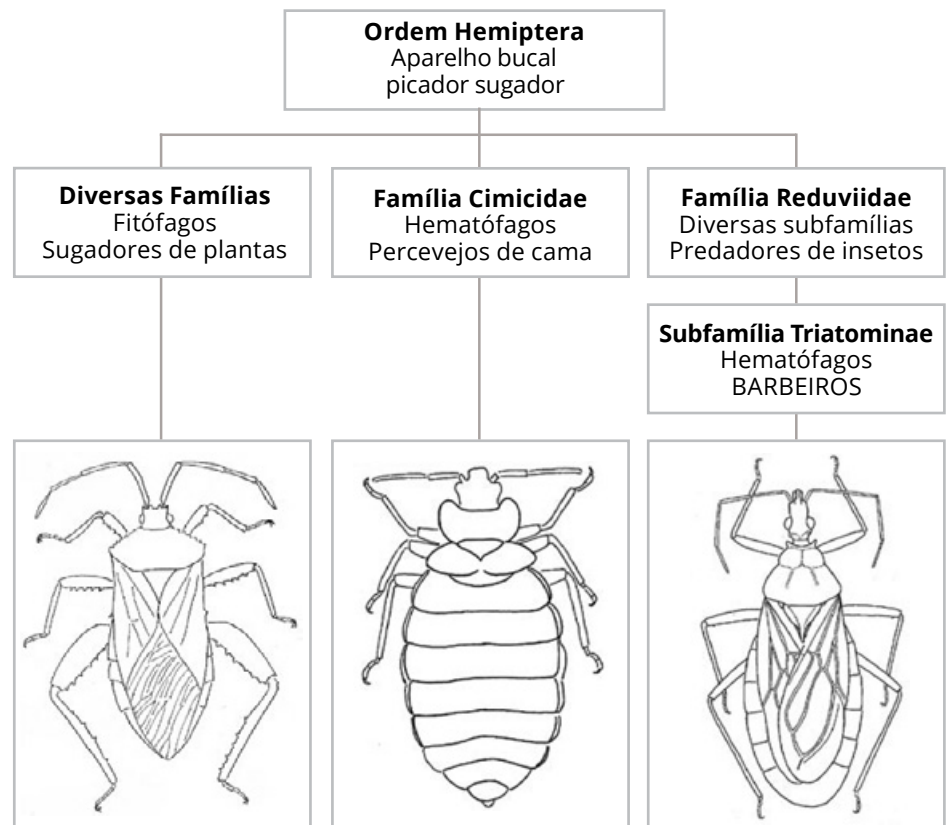 Ordem Hemiptera
Aparelho bucal
picador sugador
Diversas Famílias
Fitófagos
Sugadores de plantas
Família Cimicidae
Hematófagos
Percevejos de cama
Família Reduviidae
Diversas subfamílias
Predadores de insetos
Subfamília Triatominae
Hematófagos
BARBEIROS